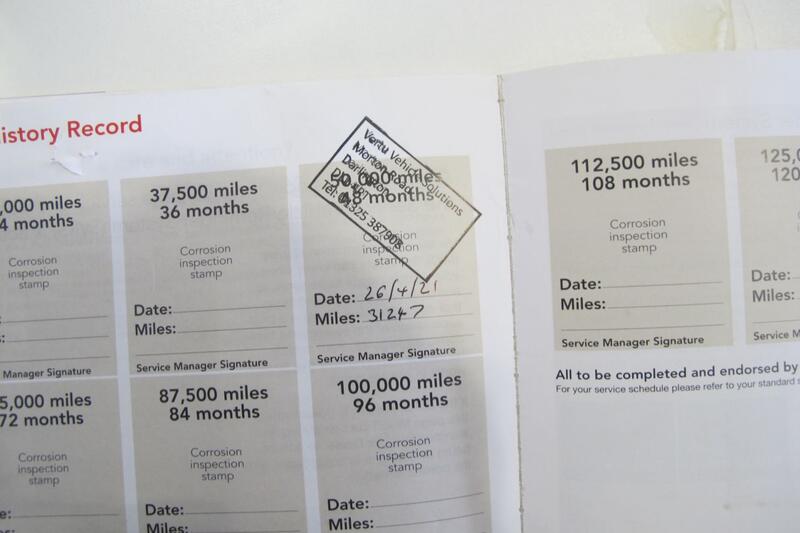 istory Record
,000 miles
4 months
Corrosion
inspection
stamp
Manager Signature
37,500 miles
36 months
Corrosion
inspection
stamp
Date:
Miles:
Service Manager Signature
Vertu Vehicle Solutions
Morton Road
Darlington
Tel: 01325 387908
000 miles
48 months
Corrosion
inspection
stamp
Date: 26/4/21
Miles: 31247
Service Manager Signature
5,000 miles
72 months
Corrosion
inspection
stamp
e:
87,500 miles
84 months
Corrosion
inspection
stamp
Date:
Miles:
100,000 miles
96 months
Corrosion
inspection
stamp
Date:
Miles:
112,500 miles
108 months
Corrosion
inspection
stamp
Date:
Miles:
Service Manager Signature
125,0
120
Date:
Miles:
Service M
All to be completed and endorsed by
For your service schedule please refer to your standard s